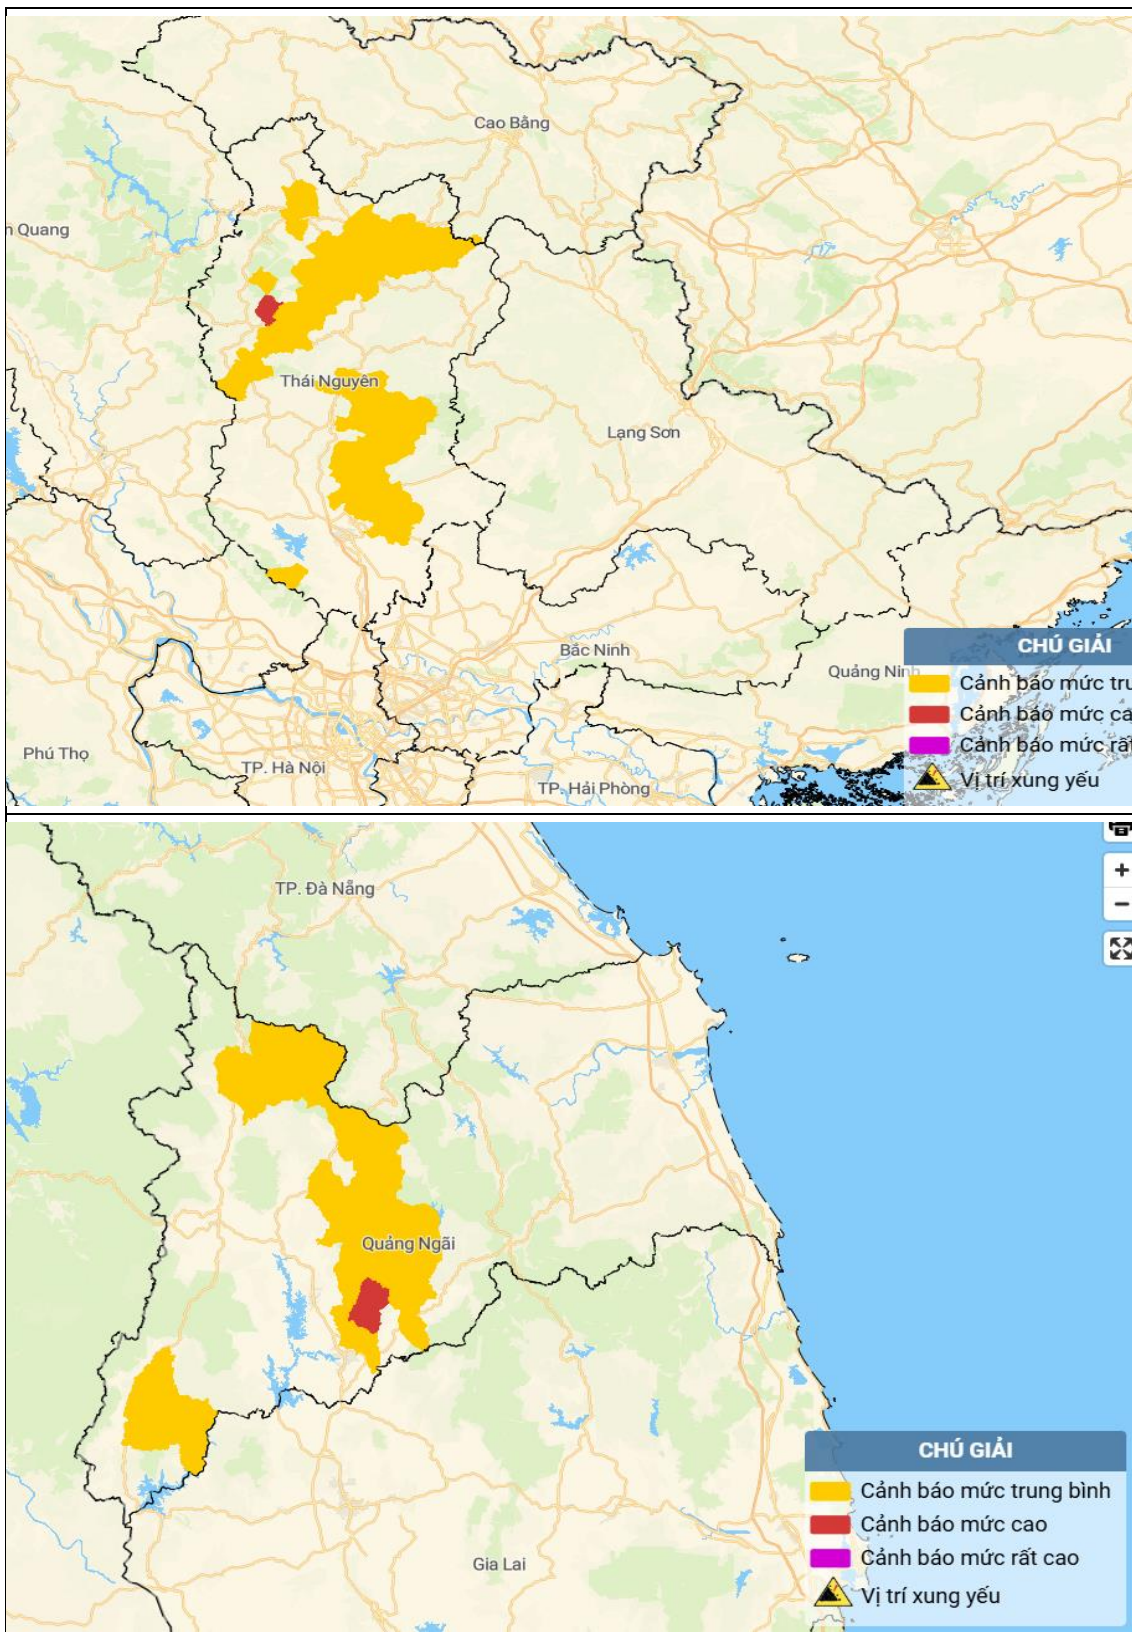 Cao Bằng
n Quang
Thái Nguyên
Lạng Sơn
Bắc Ninh
CHÚ GIẢI
Quảng Ninh
Cảnh báo mức tru
Cảnh báo mức ca
Cảnh báo mức rất
Vị trí xung yếu
Phú Thọ
TP. Hà Nội
TP. Hải Phòng
TP. Đà Nẵng
+
−
Quảng Ngãi
CHÚ GIẢI
Cảnh báo mức trung bình
Cảnh báo mức cao
Cảnh báo mức rất cao
Vị trí xung yếu
Gia Lai